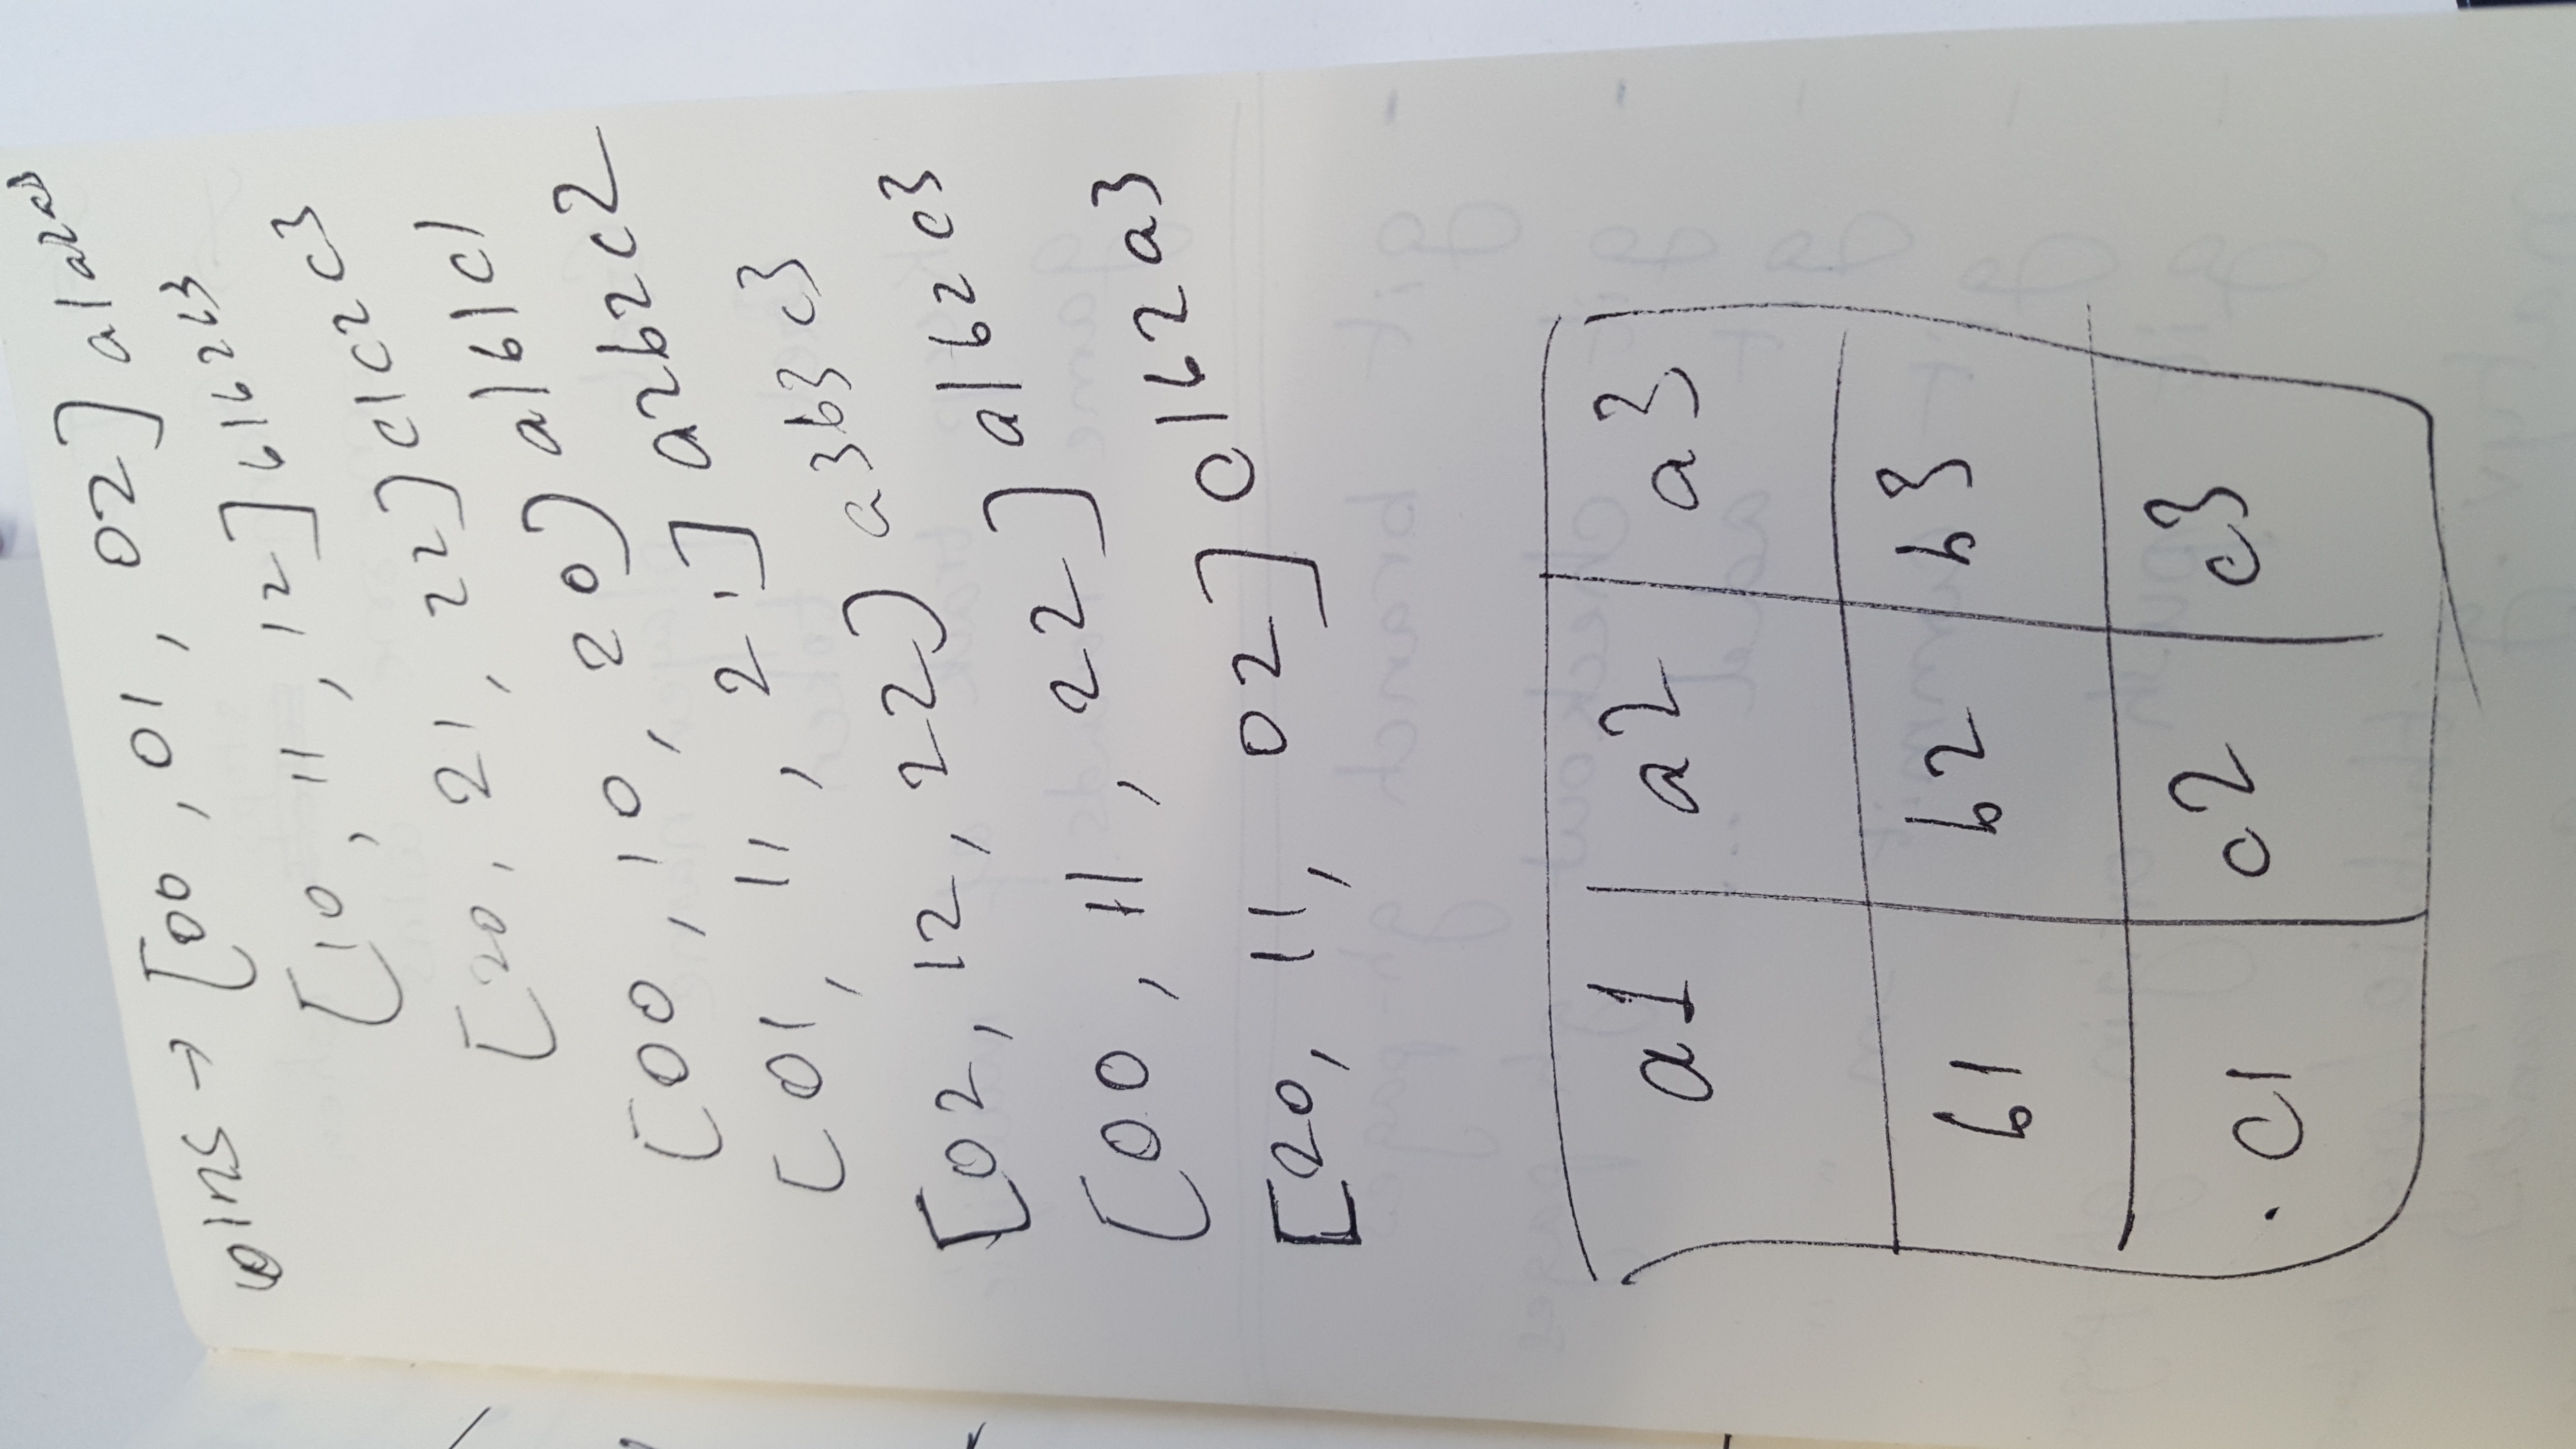 wins → [00, 01, 02] a1a2a3
[10, 11, 12] b1b2b3
[20, 21, 22] c1c2c3
[00, 10, 20) a1b1c1
[01, 11, 21] a2b2c2
[02, 12, 22) a3b3c3
[00, 11, 22] a1b2c3
[20, 11, 02] c1b2a3
a1 a2 a3
b1 b2 b3
.c1 c2 c3